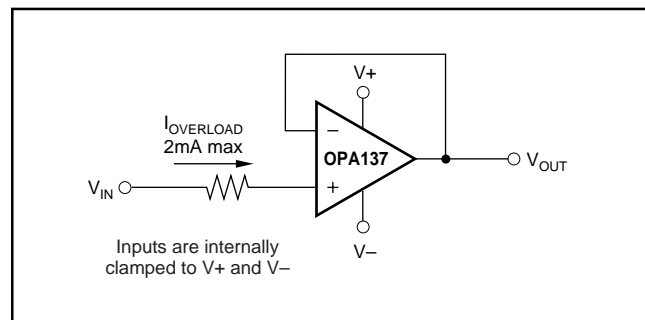 V+
I_OVERLOAD
2mA max
–
OPA137
V_OUT
V_IN
+
V–
Inputs are internally
clamped to V+ and V–